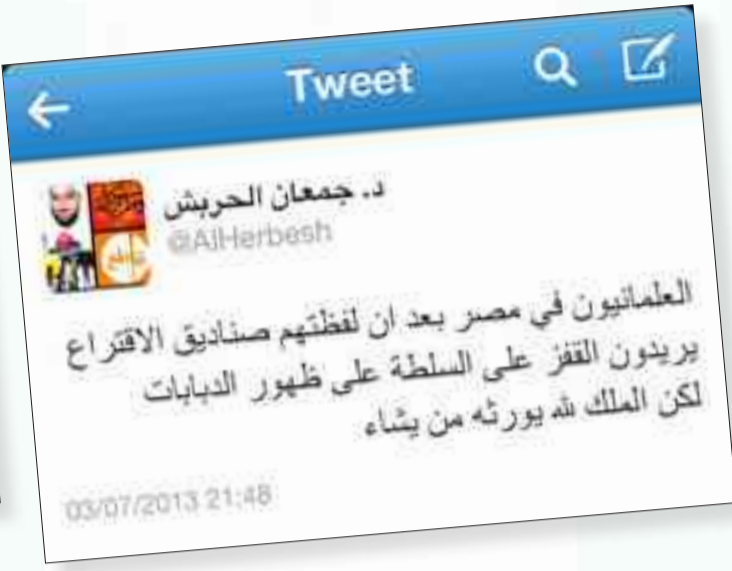 Tweet
د. جمعان الحربش
@AlHerbesh
العلمانيون في مصر بعد ان لفظتهم صناديق الاقتراع
يريدون القفز على السلطة على ظهور الدبابات
لكن الملك لله يورثه من يشاء
03/07/2013 21:48